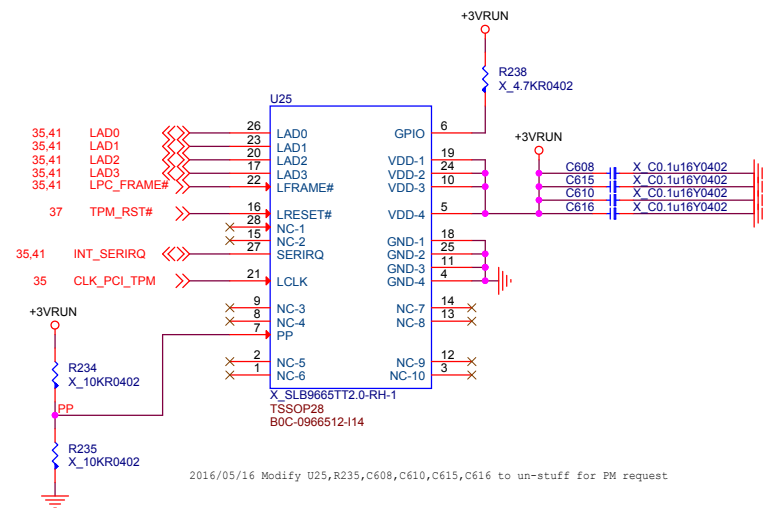 +3VRUN
R238
X_4.7KR0402
U25
35,41 LAD0 26 LAD0 GPIO 6 +3VRUN
35,41 LAD1 23 LAD1
35,41 LAD2 20 LAD2 VDD-1 19
35,41 LAD3 17 LAD3 VDD-2 24 C608 X_C0.1u16Y0402
35,41 LPC_FRAME# 22 LFRAME# VDD-3 10 C615 X_C0.1u16Y0402
C610 X_C0.1u16Y0402
37 TPM_RST# 16 LRESET# VDD-4 5 C616 X_C0.1u16Y0402
28 NC-1
15 NC-2 GND-1 18
35,41 INT_SERIRQ 27 SERIRQ GND-2 25
GND-3 11
35 CLK_PCI_TPM 21 LCLK GND-4 4
+3VRUN
9 NC-3 NC-7 14
8 NC-4 NC-8 13
7 PP
R234
X_10KR0402
2 NC-5 NC-9 12
1 NC-6 NC-10 3
X_SLB9665TT2.0-RH-1
TSSOP28
B0C-0966512-I14
PP
R235
X_10KR0402
2016/05/16 Modify U25,R235,C608,C610,C615,C616 to un-stuff for PM request